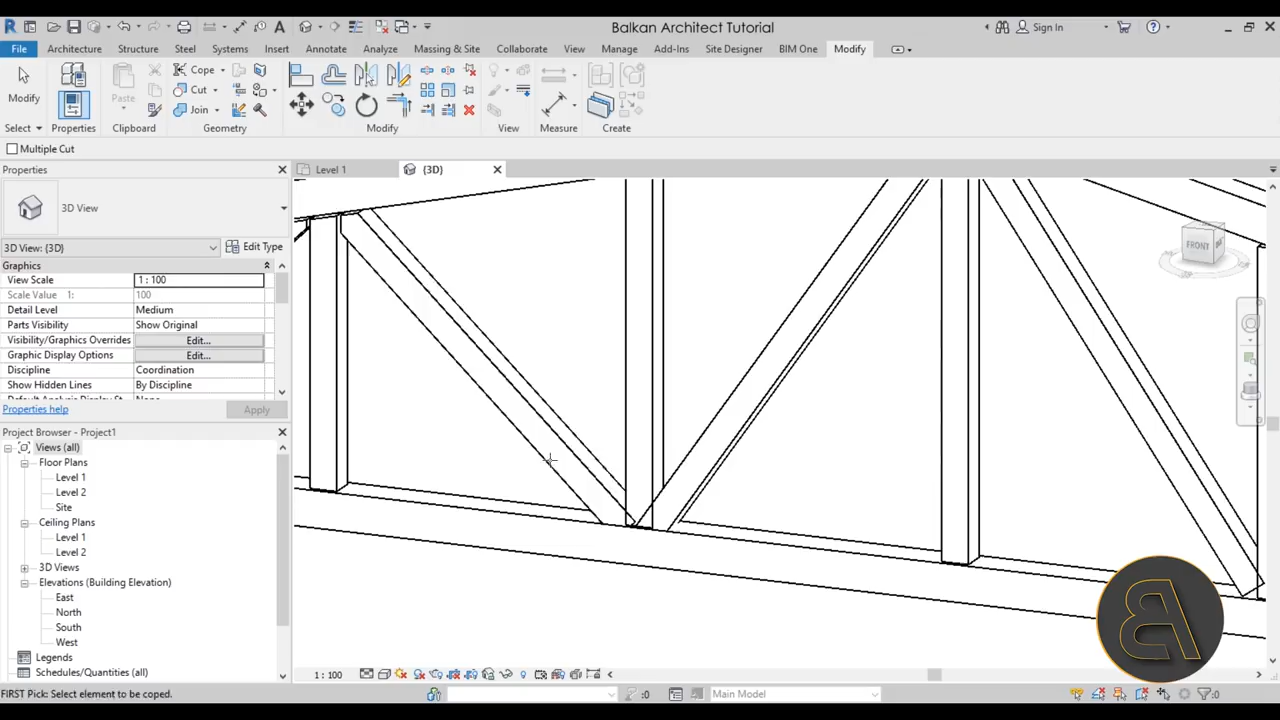 Balkan Architect Tutorial
Sign In
File Architecture Structure Steel Systems Insert Annotate Analyze Massing & Site Collaborate View Manage Add-Ins Site Designer BIM One Modify
Modify
Paste
Cope
Cut
Join
Select Properties Clipboard Geometry Modify View Measure Create
Multiple Cut
Properties
Level 1
{3D}
3D View
3D View: {3D} Edit Type
Graphics
View Scale 1 : 100
Scale Value 1: 100
Detail Level Medium
Parts Visibility Show Original
Visibility/Graphics Overrides Edit...
Graphic Display Options Edit...
Discipline Coordination
Show Hidden Lines By Discipline
Properties help Apply
Project Browser - Project1
Views (all)
Floor Plans
Level 1
Level 2
Site
Ceiling Plans
Level 1
Level 2
3D Views
Elevations (Building Elevation)
East
North
South
West
Legends
Schedules/Quantities (all)
FRONT
1 : 100
FIRST Pick: Select element to be coped.
:0
Main Model
:0